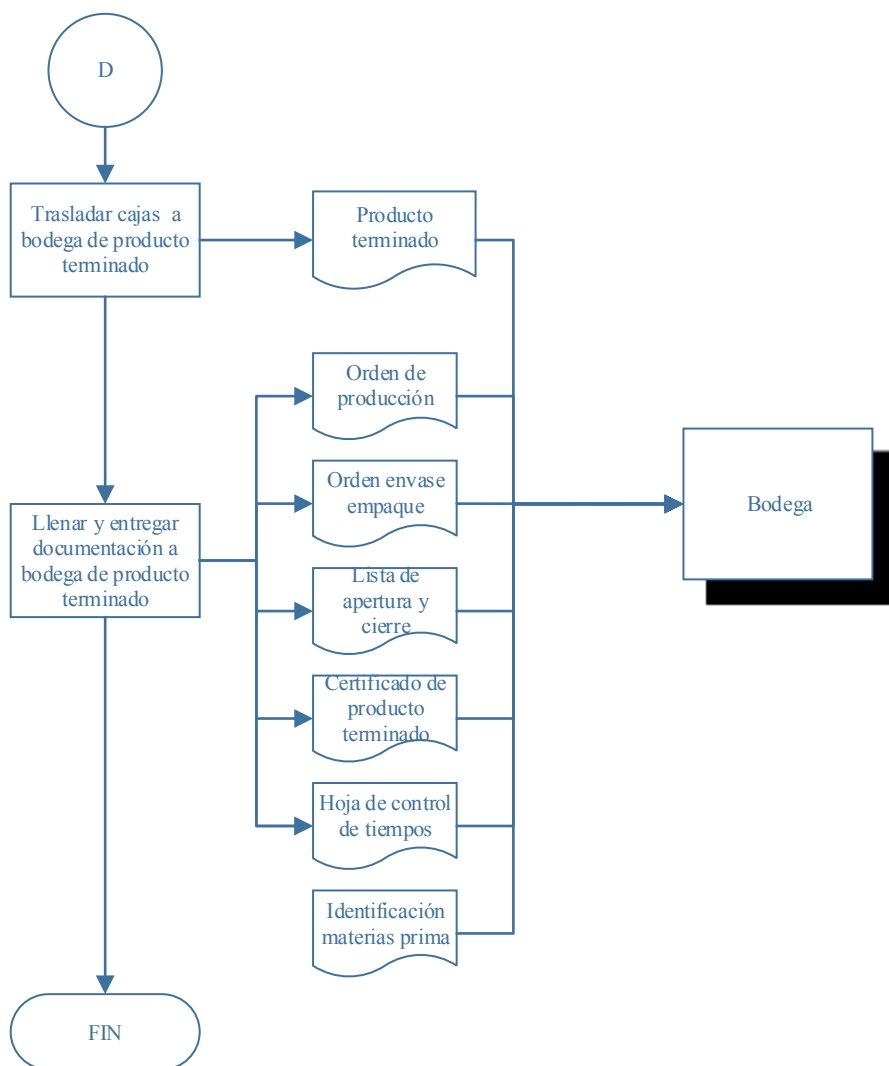 D
Trasladar cajas a
bodega de producto
terminado
Producto
terminado
Orden de
producción
Orden envase
empaque
Bodega
Llenar y entregar
documentación a
bodega de producto
terminado
Lista de
apertura y
cierre
Certificado de
producto
terminado
Hoja de control
de tiempos
Identificación
materias prima
FIN